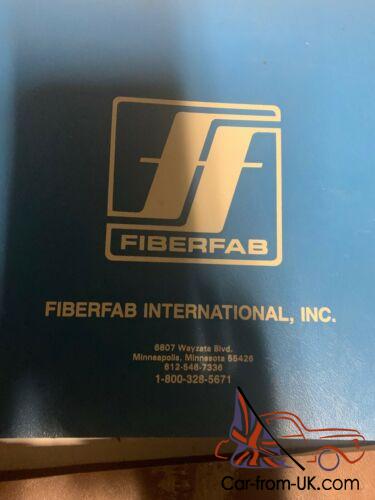 FIBERFAB
FIBERFAB INTERNATIONAL, INC.
6807 Wayzata Blvd.
Minneapolis, Minnesota 55426
612-546-7336
1-800-328-5671
Car-from-UK.com